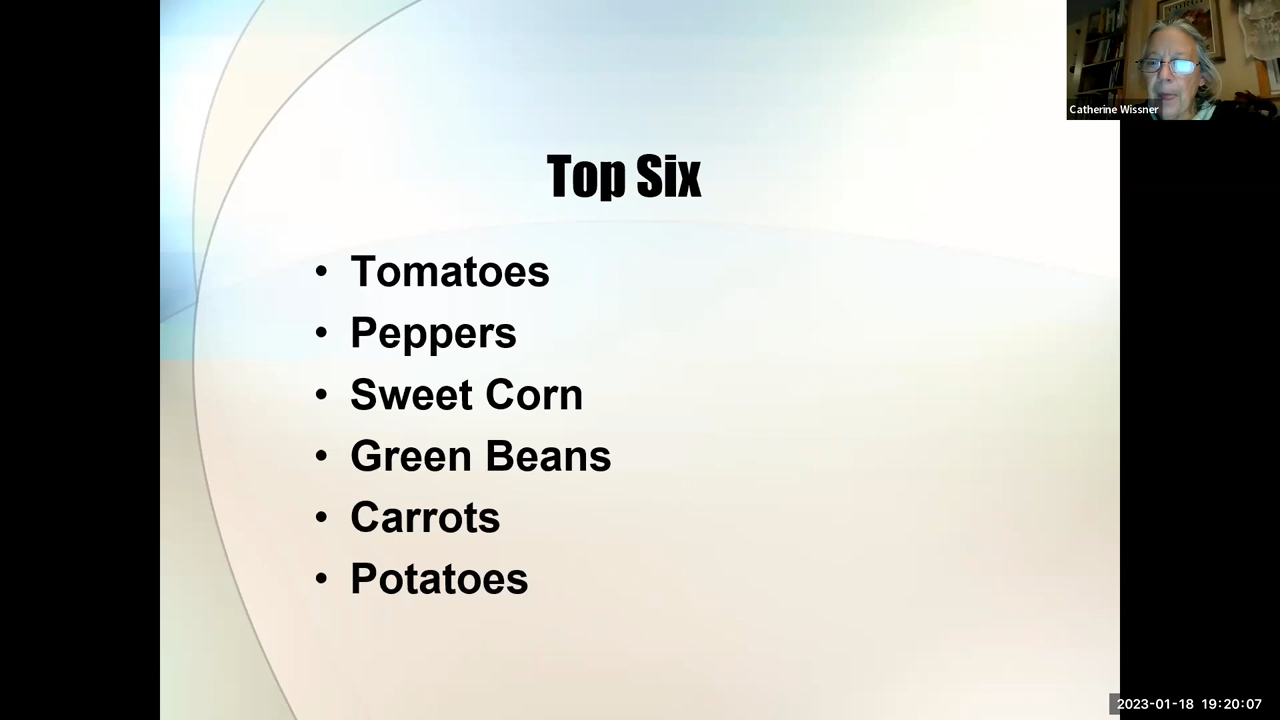 Catherine Wissner
Top Six
• Tomatoes
• Peppers
• Sweet Corn
• Green Beans
• Carrots
• Potatoes
2023-01-18 19:20:07